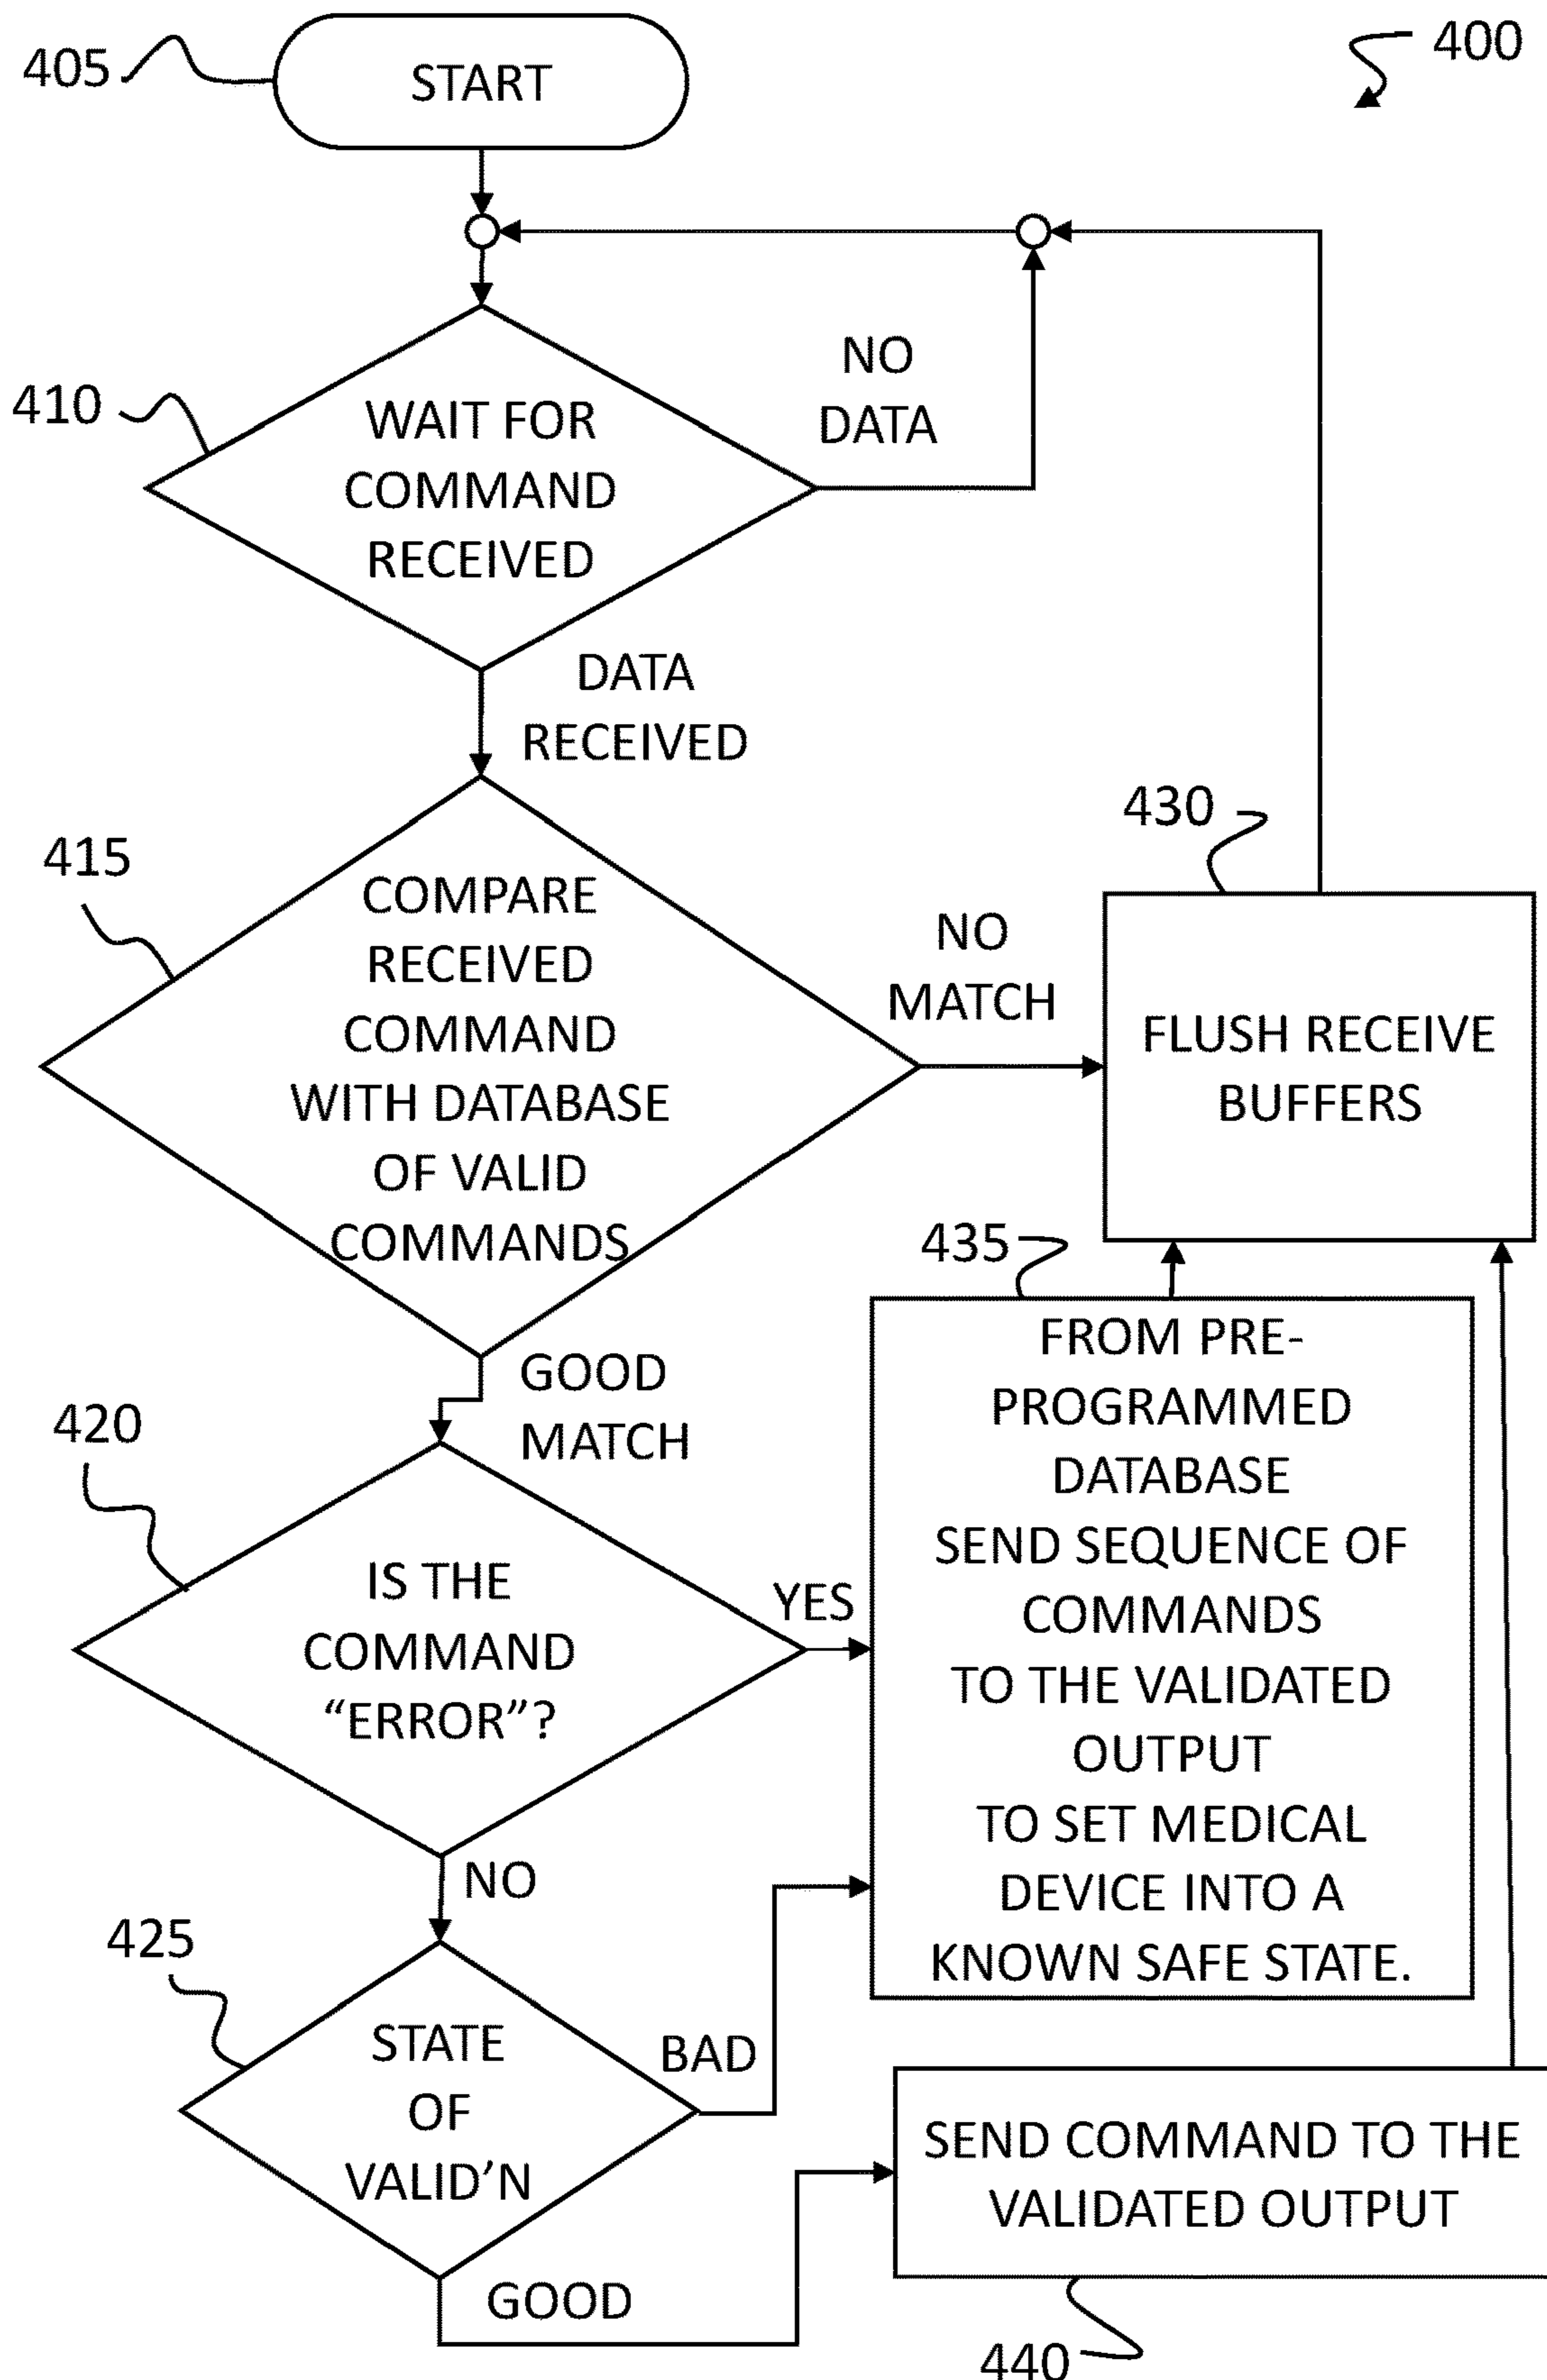 405
START
400
410
WAIT FOR
COMMAND
RECEIVED
NO
DATA
DATA
RECEIVED
415
COMPARE
RECEIVED
COMMAND
WITH DATABASE
OF VALID
COMMANDS
NO
MATCH
430
FLUSH RECEIVE
BUFFERS
GOOD
MATCH
420
IS THE
COMMAND
“ERROR”?
YES
435
FROM PRE-
PROGRAMMED
DATABASE
SEND SEQUENCE OF
COMMANDS
TO THE VALIDATED
OUTPUT
TO SET MEDICAL
DEVICE INTO A
KNOWN SAFE STATE.
NO
425
STATE
OF
VALID’N
BAD
GOOD
SEND COMMAND TO THE
VALIDATED OUTPUT
440